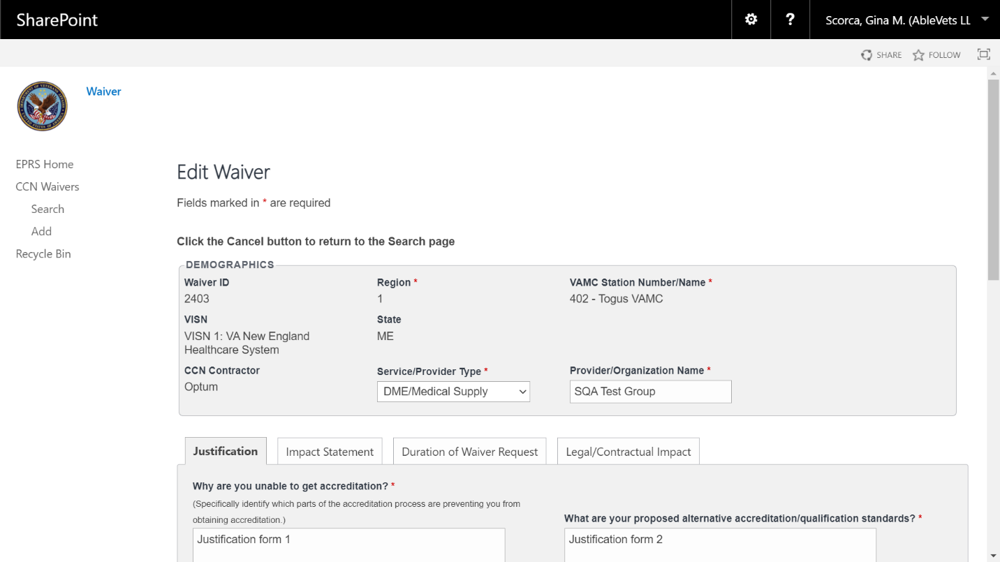 SharePoint
?
Scorca, Gina M. (AbleVets LL
SHARE
FOLLOW
Waiver
EPRS Home
CCN Waivers
Search
Add
Recycle Bin
Edit Waiver
Fields marked in * are required
Click the Cancel button to return to the Search page
DEMOGRAPHICS
Waiver ID
2403
Region *
1
VAMC Station Number/Name *
402 - Togus VAMC
VISN
VISN 1: VA New England
Healthcare System
State
ME
CCN Contractor
Optum
Service/Provider Type *
DME/Medical Supply
Provider/Organization Name *
SQA Test Group
Justification
Impact Statement
Duration of Waiver Request
Legal/Contractual Impact
Why are you unable to get accreditation? *
(Specifically identify which parts of the accreditation process are preventing you from
obtaining accreditation.)
Justification form 1
What are your proposed alternative accreditation/qualification standards? *
Justification form 2